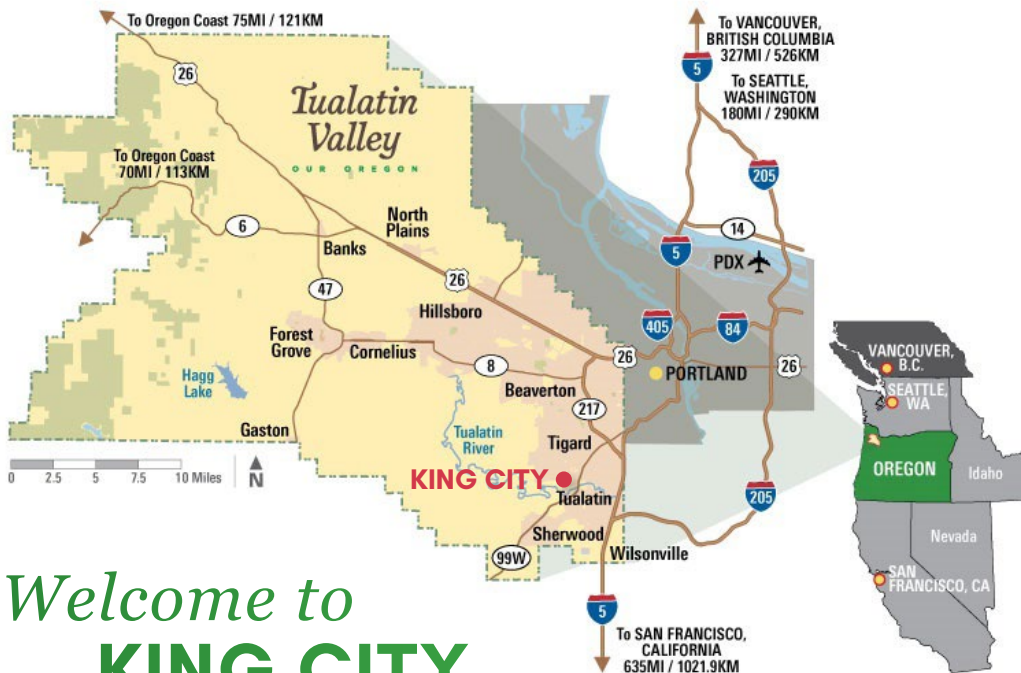 To Oregon Coast 75MI / 121KM
26
Tualatin
Valley
OUR OREGON
To VANCOUVER,
BRITISH COLUMBIA
327MI / 526KM
5
To SEATTLE,
WASHINGTON
180MI / 290KM
205
To Oregon Coast
70MI / 113KM
6
Banks
North
Plains
14
5
PDX
26
47
Hillsboro
405
84
Forest
Grove
Cornelius
8
26
PORTLAND
26
Hagg
Lake
Beaverton
217
Gaston
Tualatin
River
Tigard
KING CITY
Tualatin
205
Sherwood
99W
Wilsonville
0 2.5 5 7.5 10 Miles
N
5
To SAN FRANCISCO,
CALIFORNIA
635MI / 1021.9KM
VANCOUVER,
B.C.
SEATTLE,
WA
OREGON
Idaho
Nevada
SAN
FRANCISCO, CA
Welcome to
KING CITY